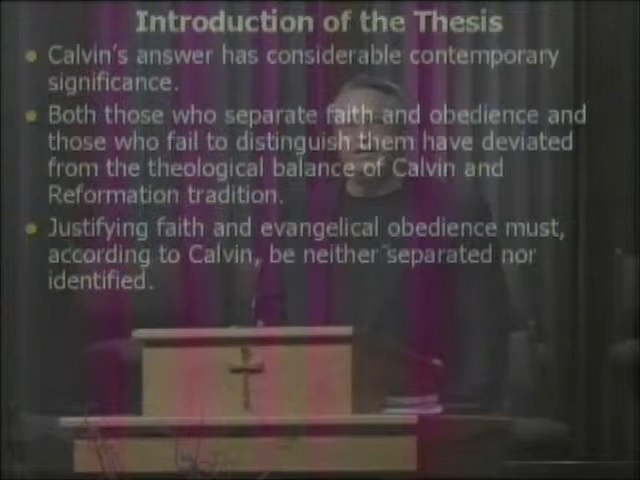 Introduction of the Thesis
• Calvin's answer has considerable contemporary
significance.
• Both those who separate faith and obedience and
those who fail to distinguish them have deviated
from the theological balance of Calvin and
Reformation tradition.
• Justifying faith and evangelical obedience must,
according to Calvin, be neither separated nor
identified.